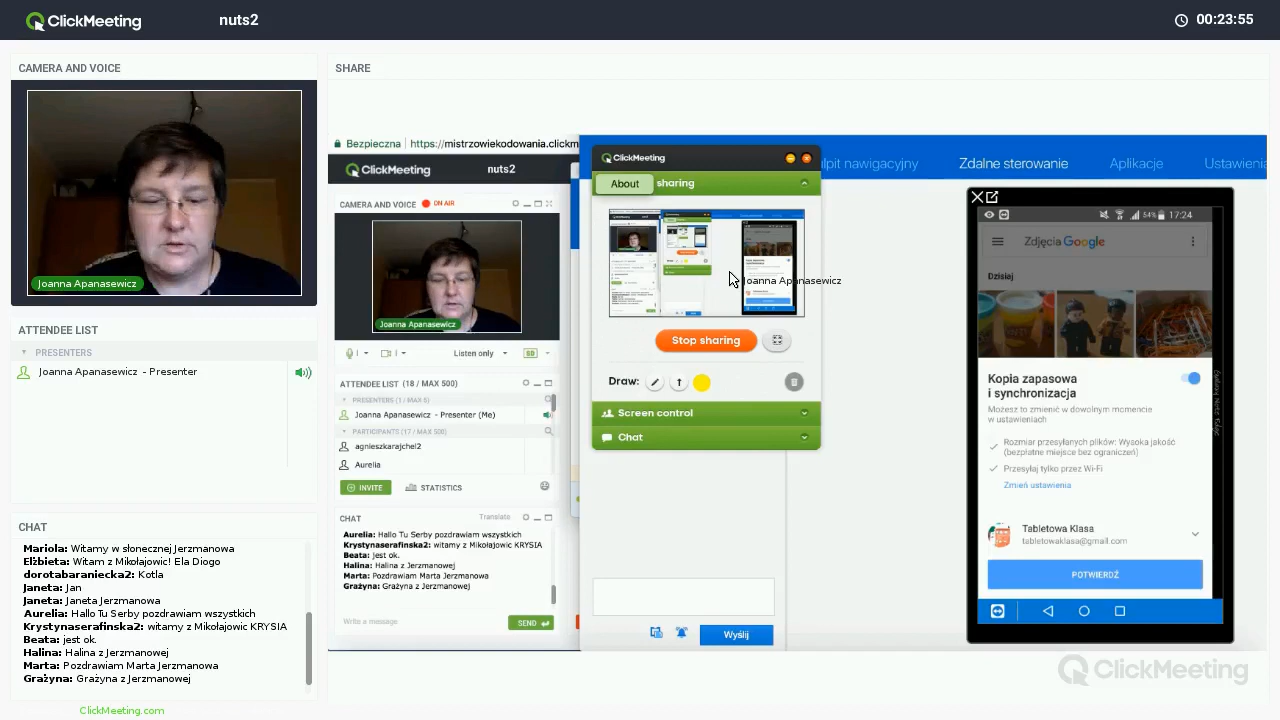 ClickMeeting
nuts2
00:23:55
CAMERA AND VOICE
Joanna Apanasewicz
ATTENDEE LIST
PRESENTERS
Joanna Apanasewicz - Presenter
CHAT
Mariola: Witamy w słonecznej Jerzmanowa
Elżbieta: Witam z Mikołajowic! Ela Diogo
dorotabaraniecka2: Kotla
Janeta: Jan
Janeta: Janeta Jerzmanowa
Aurelia: Hallo Tu Serby pozdrawiam wszystkich
Krystynaserafinska2: witamy z Mikołajowic KRYSIA
Beata: jest ok.
Halina: Halina z Jerzmanowej
Marta: Pozdrawiam Marta Jerzmanowa
Grażyna: Grażyna z Jerzmanowej
ClickMeeting.com
SHARE
Bezpieczna
https://mistrzowiekodowania.clickm
ClickMeeting
nuts2
CAMERA AND VOICE ON AIR
Joanna Apanasewicz
Listen only
SD
ATTENDEE LIST (18 / MAX 500)
PRESENTERS (1 / MAX 5)
Joanna Apanasewicz - Presenter (Me)
PARTICIPANTS (17 / MAX 500)
agnieszkarajchel2
Aurelia
INVITE
STATISTICS
CHAT
Translate
Aurelia: Hallo Tu Serby pozdrawiam wszystkich
Krystynaserafinska2: witamy z Mikołajowic KRYSIA
Beata: jest ok.
Halina: Halina z Jerzmanowej
Marta: Pozdrawiam Marta Jerzmanowa
Grażyna: Grażyna z Jerzmanowej
Write a message
SEND
ClickMeeting
About
sharing
Joanna Apanasewicz
Stop sharing
Draw:
Screen control
Chat
Wyślij
ulpit nawigacyjny
Zdalne sterowanie
Aplikacje
Ustawienia
54% 17:24
Zdjęcia Google
Dzisiaj
Kopia zapasowa
i synchronizacja
Możesz to zmienić w dowolnym momencie
w ustawieniach
Rozmiar przesyłanych plików: Wysoka jakość
(bezpłatne miejsce bez ograniczeń)
Przesyłaj tylko przez Wi-Fi
Zmień ustawienia
Tabletowa Klasa
tabletowaklasa@gmail.com
POTWIERDŹ
ClickMeeting